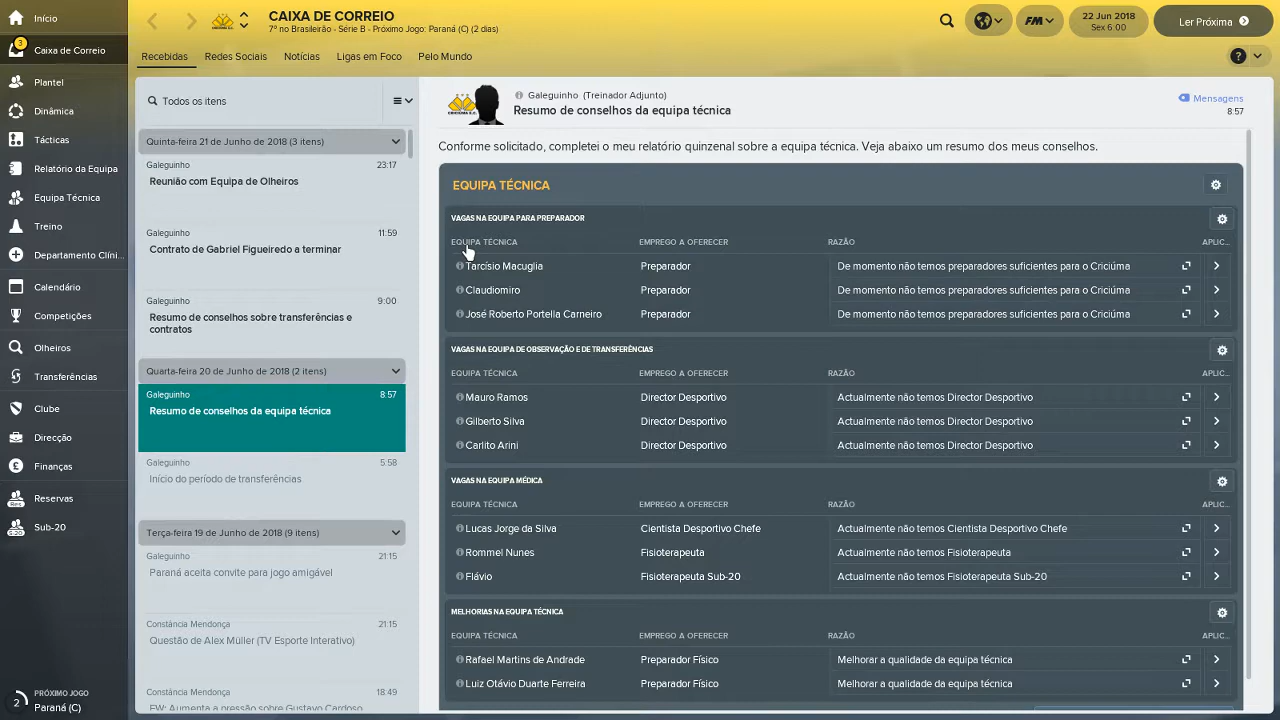 Início
3
Caixa de Correio
Plantel
Dinâmica
Tácticas
Relatório da Equipa
Equipa Técnica
Treino
Departamento Clíni...
Calendário
Competições
Olheiros
Transferências
Clube
Direcção
Finanças
Reservas
Sub-20
PRÓXIMO JOGO
Paraná (C)
CAIXA DE CORREIO
7º no Brasileirão - Série B - Próximo Jogo: Paraná (C) (2 dias)
FM
22 Jun 2018
Sex 6:00
Ler Próxima
Recebidas Redes Sociais Notícias Ligas em Foco Pelo Mundo
Todos os itens
Quinta-feira 21 de Junho de 2018 (3 itens)
Galeguinho 23:17
Reunião com Equipa de Olheiros
Galeguinho 11:59
Contrato de Gabriel Figueiredo a terminar
Galeguinho 9:00
Resumo de conselhos sobre transferências e
contratos
Quarta-feira 20 de Junho de 2018 (2 itens)
Galeguinho 8:57
Resumo de conselhos da equipa técnica
Galeguinho 5:58
Início do período de transferências
Terça-feira 19 de Junho de 2018 (9 itens)
Galeguinho 21:15
Paraná aceita convite para jogo amigável
Constância Mendonça 21:15
Questão de Alex Müller (TV Esporte Interativo)
Constância Mendonça 18:49
FW: Aumenta a pressão sobre Gustavo Cardoso
Galeguinho (Treinador Adjunto)
Resumo de conselhos da equipa técnica
Mensagens
8:57
Conforme solicitado, completei o meu relatório quinzenal sobre a equipa técnica. Veja abaixo um resumo dos meus conselhos.
EQUIPA TÉCNICA
VAGAS NA EQUIPA PARA PREPARADOR
EQUIPA TÉCNICA EMPREGO A OFERECER RAZÃO APLIC...
Tarcísio Macuglia Preparador De momento não temos preparadores suficientes para o Criciúma
Claudiomiro Preparador De momento não temos preparadores suficientes para o Criciúma
José Roberto Portella Carneiro Preparador De momento não temos preparadores suficientes para o Criciúma
VAGAS NA EQUIPA DE OBSERVAÇÃO E DE TRANSFERÊNCIAS
EQUIPA TÉCNICA EMPREGO A OFERECER RAZÃO APLIC...
Mauro Ramos Director Desportivo Actualmente não temos Director Desportivo
Gilberto Silva Director Desportivo Actualmente não temos Director Desportivo
Carlito Arini Director Desportivo Actualmente não temos Director Desportivo
VAGAS NA EQUIPA MÉDICA
EQUIPA TÉCNICA EMPREGO A OFERECER RAZÃO APLIC...
Lucas Jorge da Silva Cientista Desportivo Chefe Actualmente não temos Cientista Desportivo Chefe
Rommel Nunes Fisioterapeuta Actualmente não temos Fisioterapeuta
Flávio Fisioterapeuta Sub-20 Actualmente não temos Fisioterapeuta Sub-20
MELHORIAS NA EQUIPA TÉCNICA
EQUIPA TÉCNICA EMPREGO A OFERECER RAZÃO APLIC...
Rafael Martins de Andrade Preparador Físico Melhorar a qualidade da equipa técnica
Luiz Otávio Duarte Ferreira Preparador Físico Melhorar a qualidade da equipa técnica